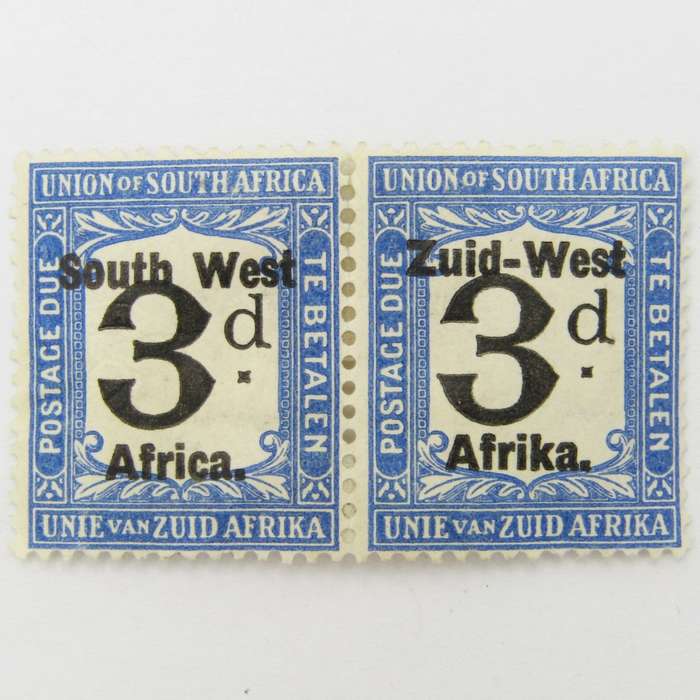 UNION OF SOUTH AFRICA
POSTAGE DUE
South West
3d.
Africa.
TE BETALEN
UNIE VAN ZUID AFRIKA
UNION OF SOUTH AFRICA
POSTAGE DUE
Zuid-West
3d.
Afrika.
TE BETALEN
UNIE VAN ZUID AFRIKA